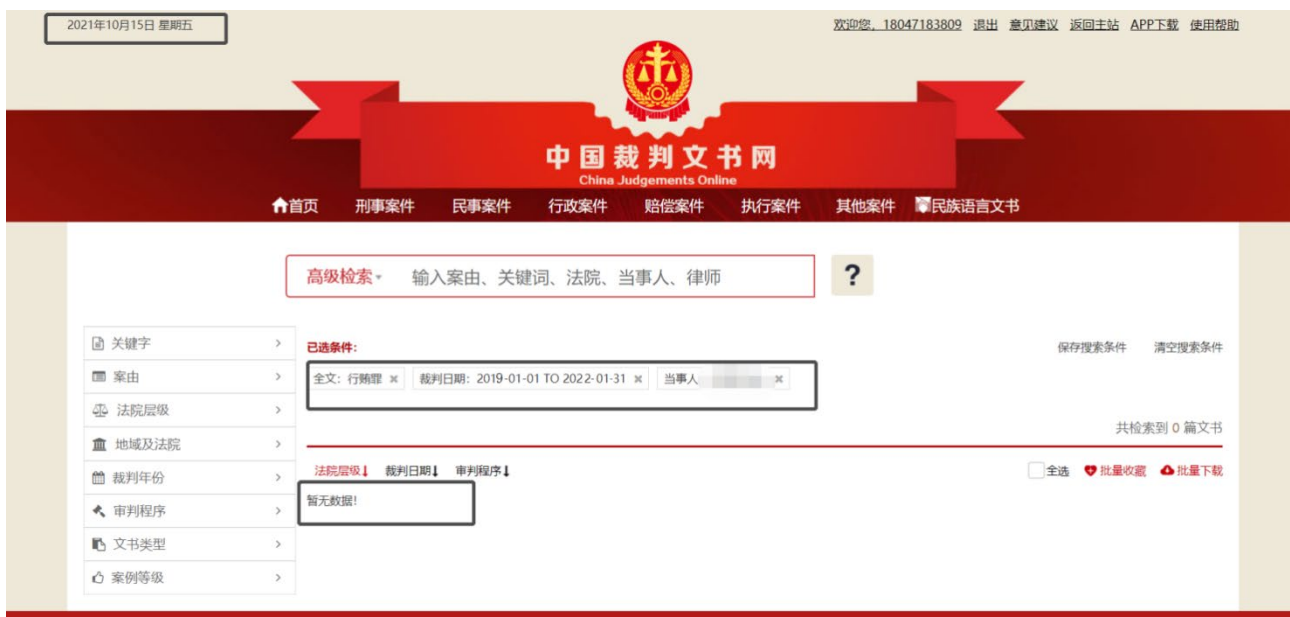 2021年10月15日 星期五
欢迎您，18047183809 退出 意见建议 返回主站 APP下载 使用帮助
中国裁判文书网
China Judgements Online
首页 刑事案件 民事案件 行政案件 赔偿案件 执行案件 其他案件 民族语言文书
高级检索 输入案由、关键词、法院、当事人、律师 ?
关键字
案由
法院层级
地域及法院
裁判年份
审判程序
文书类型
案例等级
已选条件：
保存搜索条件 清空搜索条件
全文：行贿罪 × 裁判日期：2019-01-01 TO 2022-01-31 × 当事人 ×
共检索到 0 篇文书
法院层级 裁判日期 审判程序
全选 批量收藏 批量下载
暂无数据!